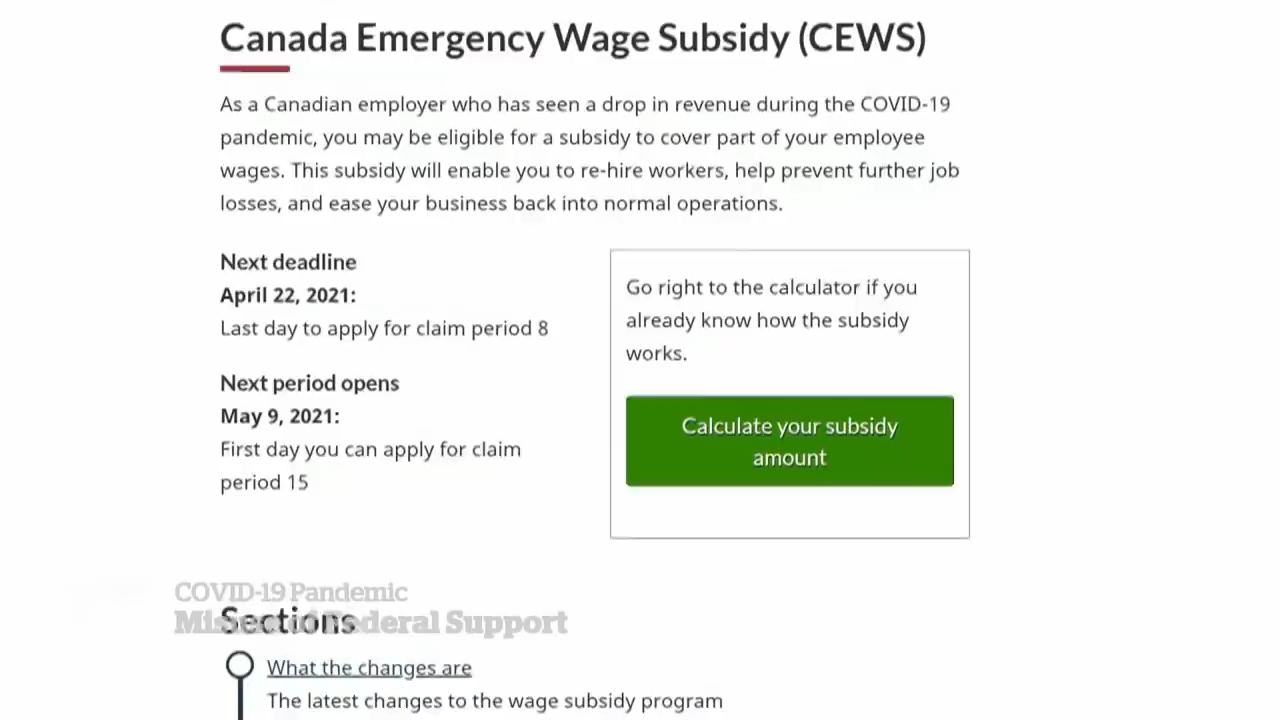 Canada Emergency Wage Subsidy (CEWS)
As a Canadian employer who has seen a drop in revenue during the COVID-19
pandemic, you may be eligible for a subsidy to cover part of your employee
wages. This subsidy will enable you to re-hire workers, help prevent further job
losses, and ease your business back into normal operations.
Next deadline
April 22, 2021:
Last day to apply for claim period 8
Next period opens
May 9, 2021:
First day you can apply for claim
period 15
Go right to the calculator if you
already know how the subsidy
works.
Calculate your subsidy
amount
COVID-19 Pandemic
Federal Support
Sections
What the changes are
The latest changes to the wage subsidy program